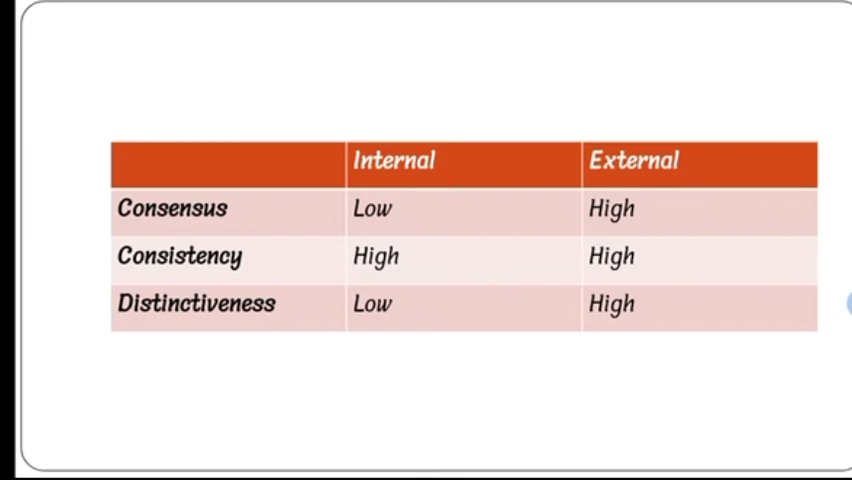 Internal External
Consensus Low High
Consistency High High
Distinctiveness Low High